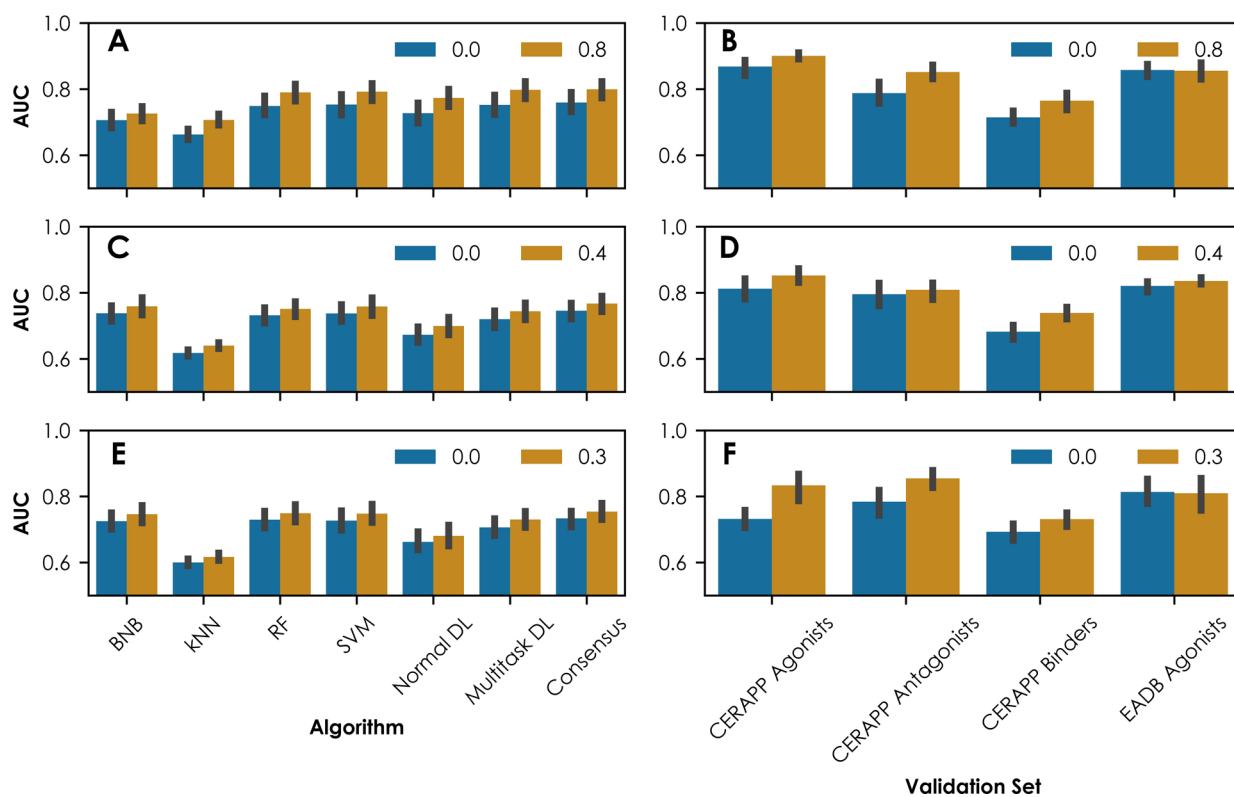 A
0.0 0.8
1.0
0.8
0.6
AUC
B
0.0 0.8
1.0
0.8
0.6
AUC
C
0.0 0.4
1.0
0.8
0.6
AUC
D
0.0 0.4
1.0
0.8
0.6
AUC
E
0.0 0.3
1.0
0.8
0.6
AUC
BNB
kNN
RF
SVM
Normal DL
Multitask DL
Consensus
Algorithm
F
0.0 0.3
1.0
0.8
0.6
AUC
CERAPP Agonists
CERAPP Antagonists
CERAPP Binders
EADB Agonists
Validation Set